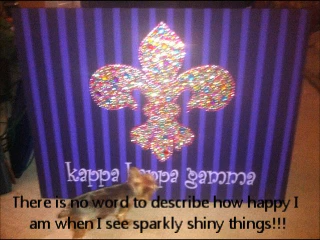 kappa kappa gamma
There is no word to describe how happy I
am when I see sparkly shiny things!!!